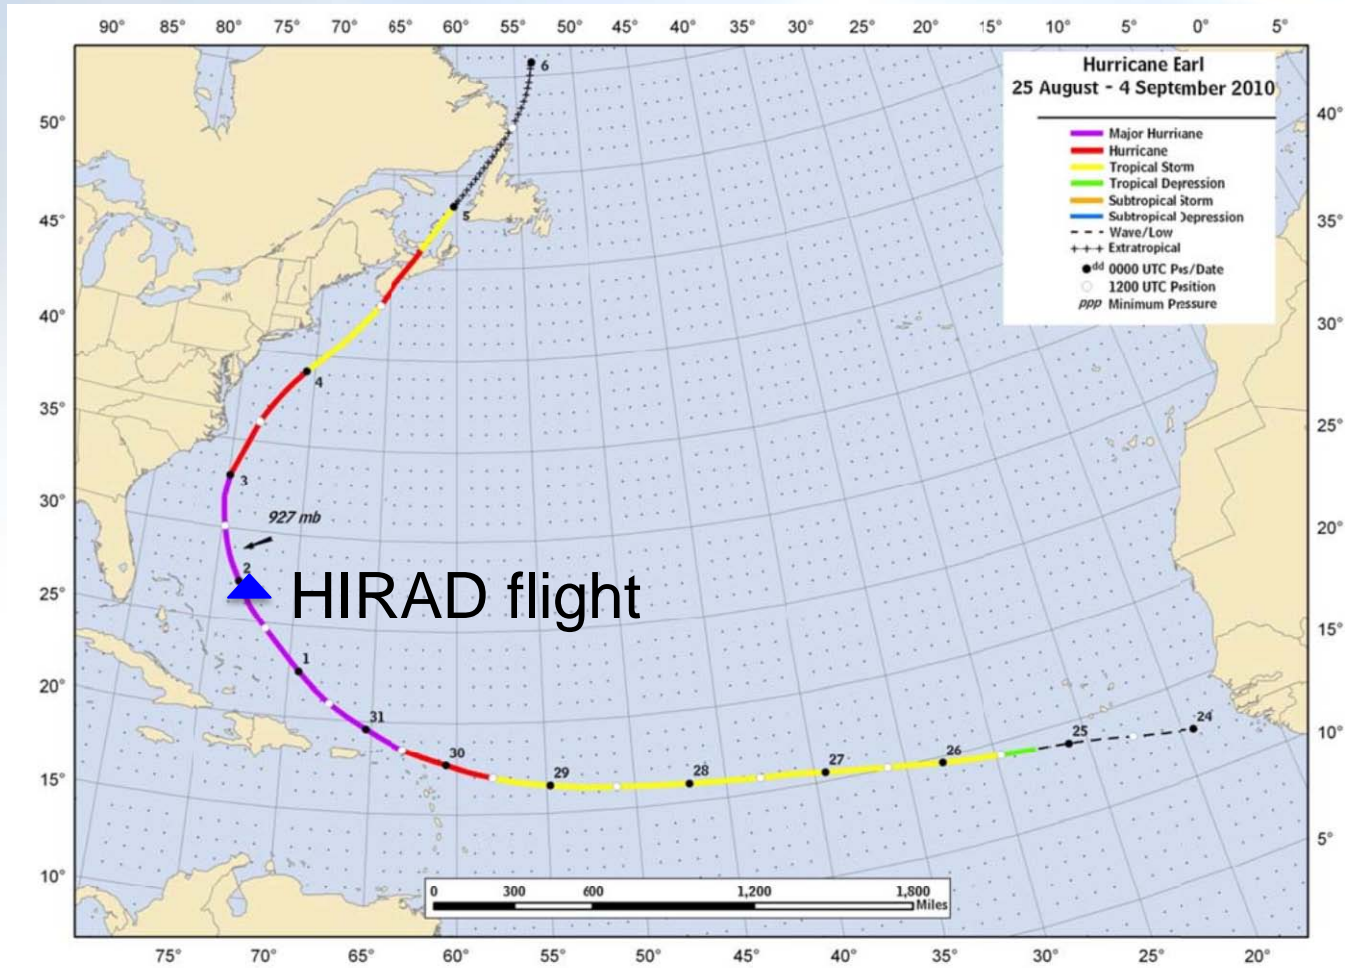 90° 85° 80° 75° 70° 65° 60° 55° 50° 45° 40° 35° 30° 25° 20° 15° 10° 5° 0° 5°
Hurricane Earl
25 August - 4 September 2010
Major Hurricane
Hurricane
Tropical Storm
Tropical Depression
Subtropical Storm
Subtropical Depression
Wave/Low
Extratropical
dd 0000 UTC Pos/Date
1200 UTC Position
ppp Minimum Pressure
50°
45°
40°
35°
30°
25°
20°
15°
10°
40°
35°
30°
25°
20°
15°
10°
5°
6
5
4
3
927 mb
2
HIRAD flight
1
31
30
29
28
27
26
25
24
0 300 600 1,200 1,800
Miles
75° 70° 65° 60° 55° 50° 45° 40° 35° 30° 25° 20°